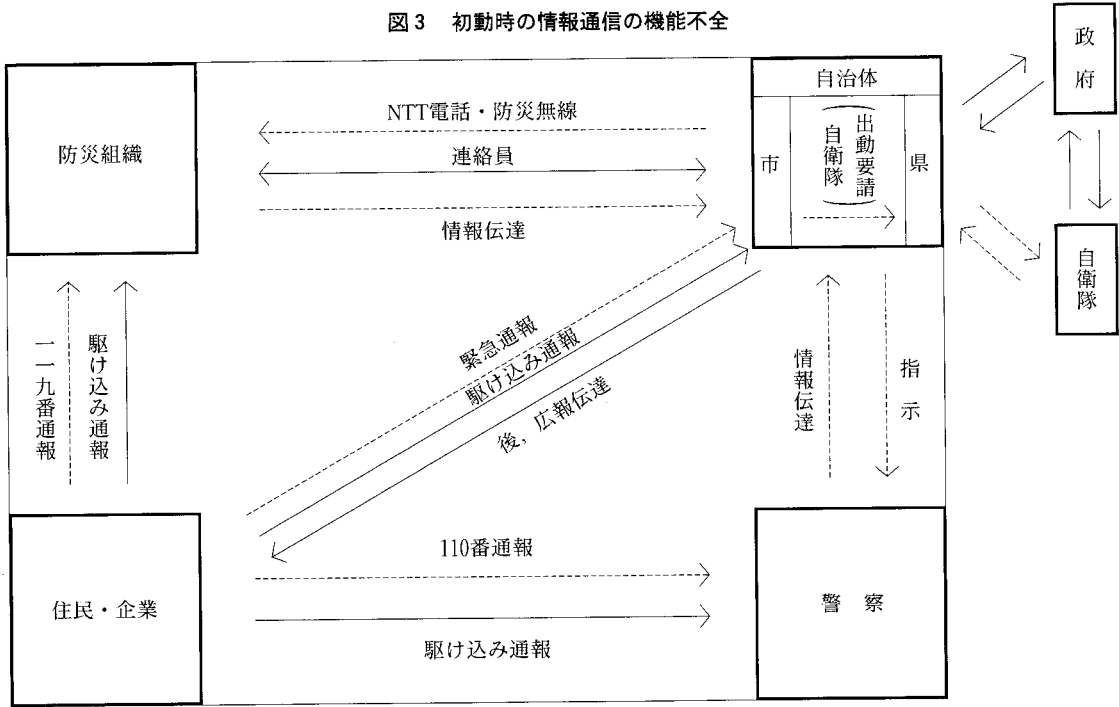 図3 初動時の情報通信の機能不全
政府
自治体
市
自衛隊
(出動要請)
県
防災組織
NTT電話・防災無線
連絡員
情報伝達
自衛隊
一一九番通報
駆け込み通報
緊急通報
駆け込み通報
後,広報伝達
情報伝達
指示
住民・企業
110番通報
駆け込み通報
警察